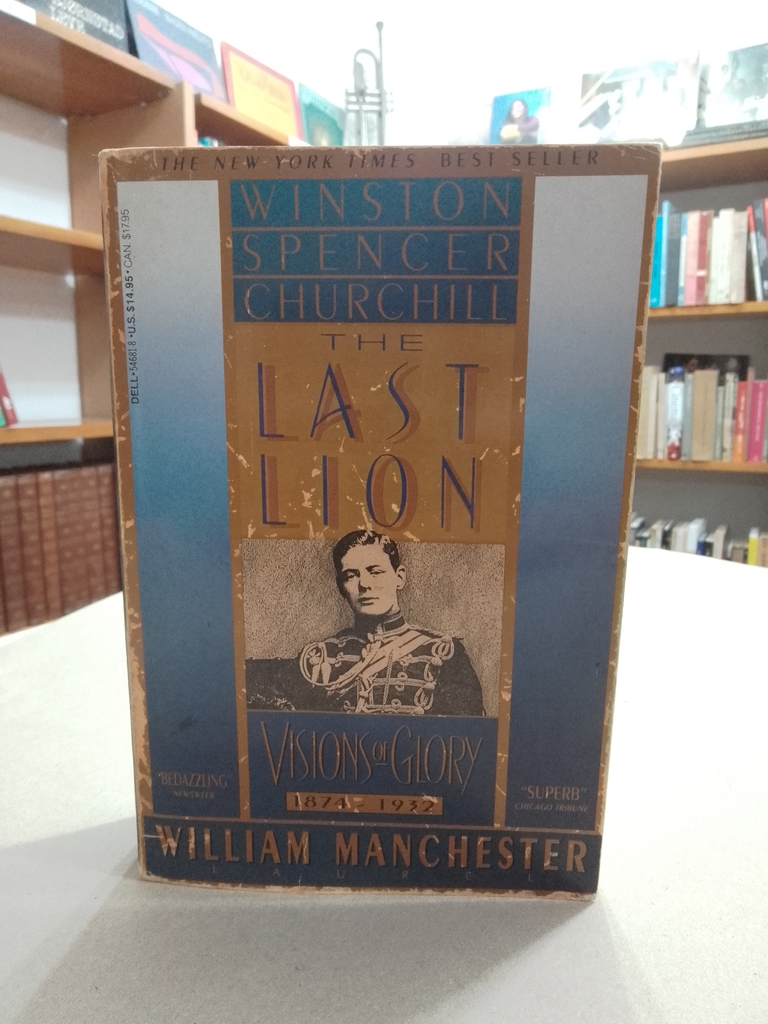 THE NEW YORK TIMES BEST SELLER
WINSTON
SPENCER
CHURCHILL
THE
LAST
LION
DELL • 54681 8 • U.S. $14.95 • CAN. $17.95
VISIONS OF GLORY
1874 - 1932
"BEDAZZLING"
NEWSWEEK
"SUPERB"
CHICAGO TRIBUNE
WILLIAM MANCHESTER
LAUREL